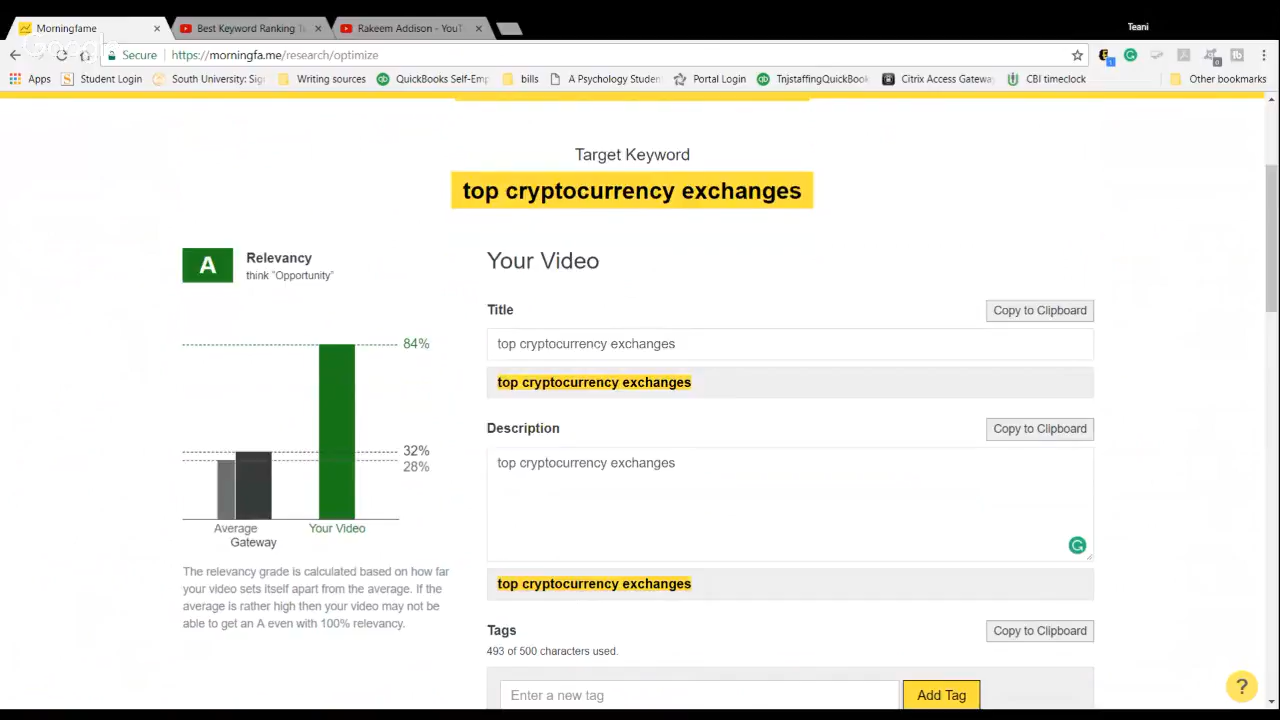 Teani
Morningfame
Best Keyword Ranking T
Rakeem Addison - YouT
Google
Secure https://morningfa.me/research/optimize
Apps Student Login South University: Sig Writing sources QuickBooks Self-Emp bills A Psychology Studen Portal Login TnjstaffingQuickBook Citrix Access Gatewa CBI timeclock Other bookmarks
Target Keyword
top cryptocurrency exchanges
A
Relevancy
think "Opportunity"
84%
32%
28%
Average
Gateway
Your Video
The relevancy grade is calculated based on how far
your video sets itself apart from the average. If the
average is rather high then your video may not be
able to get an A even with 100% relevancy.
Your Video
Title
Copy to Clipboard
top cryptocurrency exchanges
top cryptocurrency exchanges
Description
Copy to Clipboard
top cryptocurrency exchanges
top cryptocurrency exchanges
Tags
Copy to Clipboard
493 of 500 characters used.
Enter a new tag
Add Tag
?